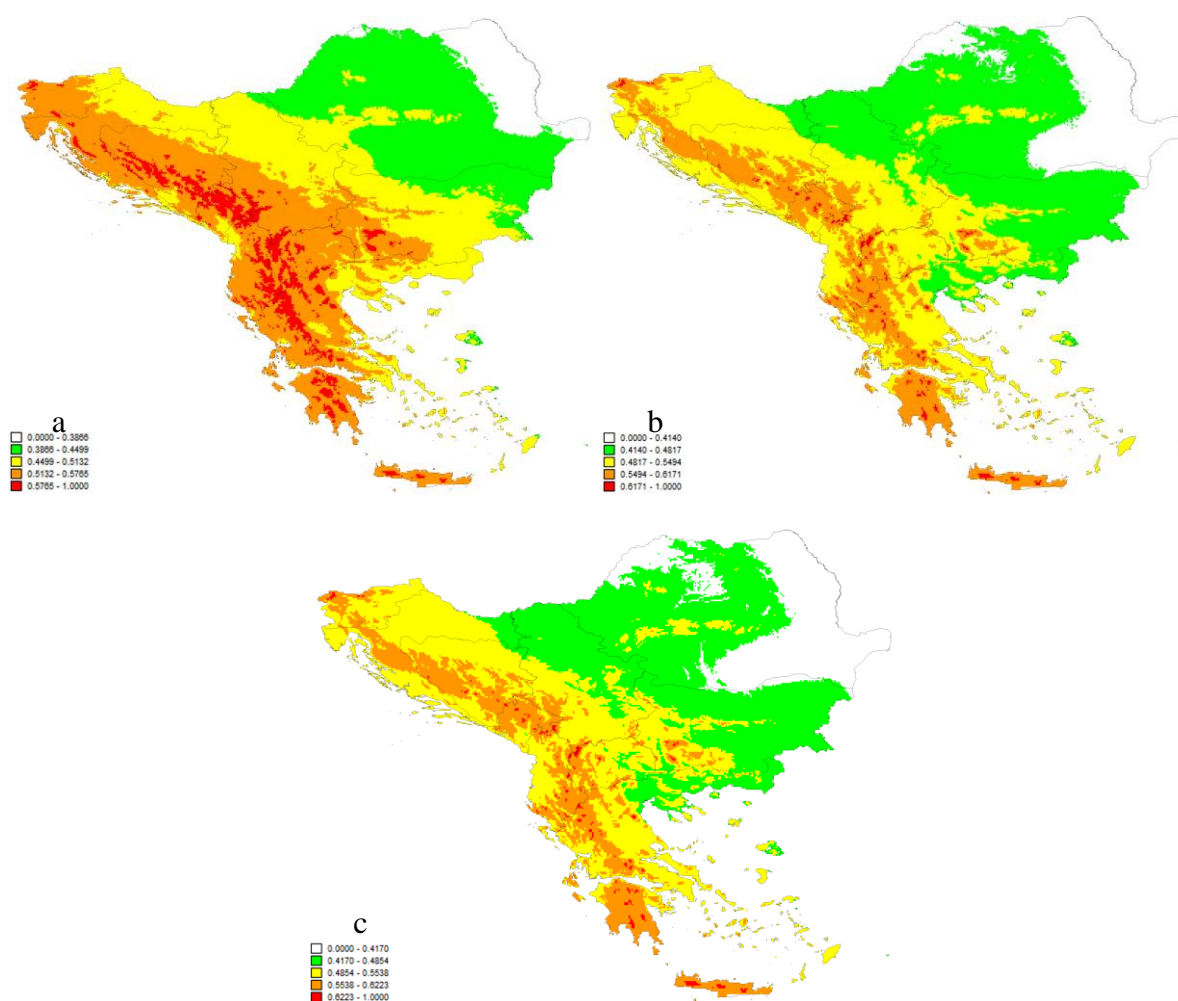 a
0.0000 - 0.3866
0.3866 - 0.4499
0.4499 - 0.5132
0.5132 - 0.5765
0.5765 - 1.0000
b
0.0000 - 0.4140
0.4140 - 0.4817
0.4817 - 0.5494
0.5494 - 0.6171
0.6171 - 1.0000
c
0.0000 - 0.4170
0.4170 - 0.4854
0.4854 - 0.5538
0.5538 - 0.6223
0.6223 - 1.0000